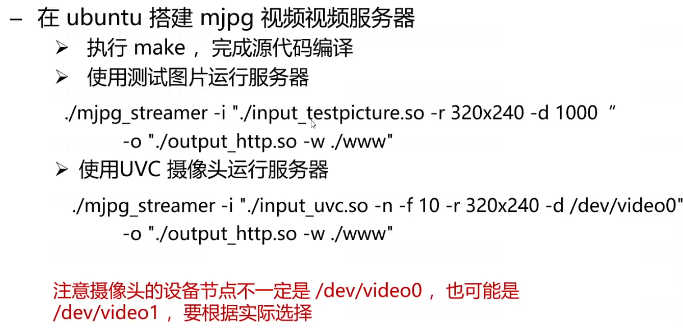 – 在 ubuntu 搭建 mjpg 视频视频服务器
➢ 执行 make ，完成源代码编译
➢ 使用测试图片运行服务器
./mjpg_streamer -i "./input_testpicture.so -r 320x240 -d 1000 “
-o "./output_http.so -w ./www"
➢ 使用UVC 摄像头运行服务器
./mjpg_streamer -i "./input_uvc.so -n -f 10 -r 320x240 -d /dev/video0"
-o "./output_http.so -w ./www"
注意摄像头的设备节点不一定是 /dev/video0 ，也可能是
/dev/video1 ，要根据实际选择